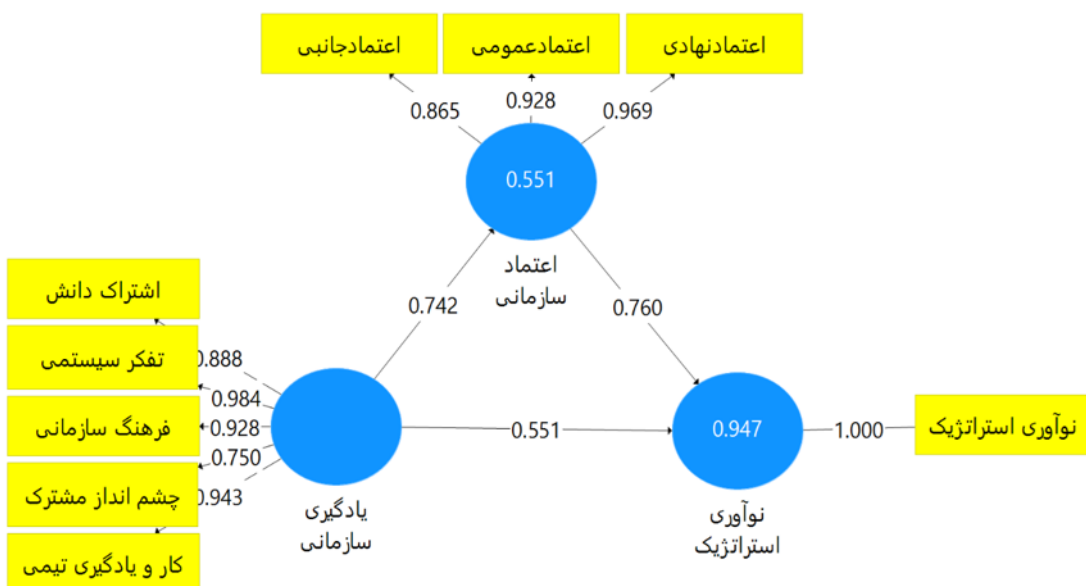 اعتمادنهادی
اعتمادعمومی
اعتمادجانبی
0.969
0.928
0.865
0.551
اعتماد
سازمانی
0.742
0.760
اشتراک دانش
تفکر سیستمی
فرهنگ سازمانی
چشم انداز مشترک
کار و یادگیری تیمی
0.888
0.984
0.928
0.750
0.943
یادگیری
سازمانی
0.551
0.947
نوآوری
استراتژیک
1.000
نوآوری استراتژیک